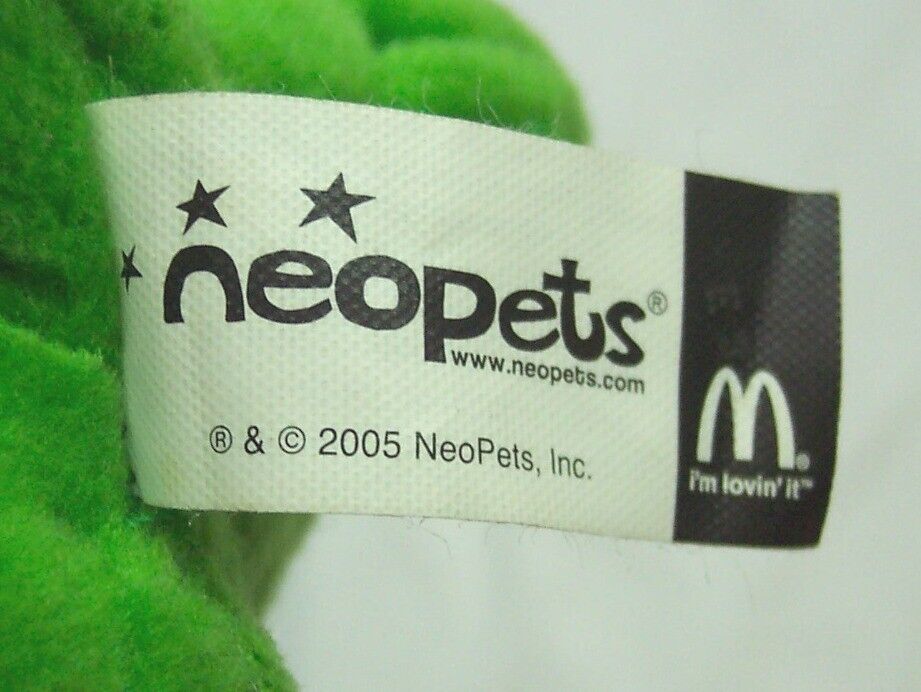 neopets®
www.neopets.com
® & © 2005 NeoPets, Inc.
M®
i'm lovin' it™